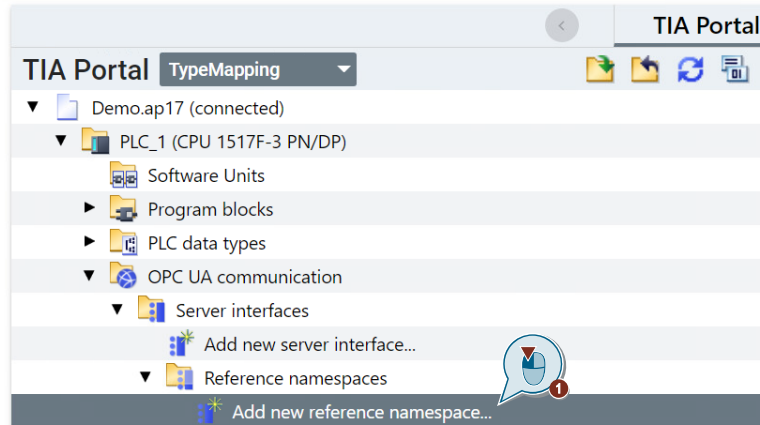 TIA Portal
TIA Portal TypeMapping
Demo.ap17 (connected)
PLC_1 (CPU 1517F-3 PN/DP)
Software Units
Program blocks
PLC data types
OPC UA communication
Server interfaces
Add new server interface...
Reference namespaces
Add new reference namespace...
1